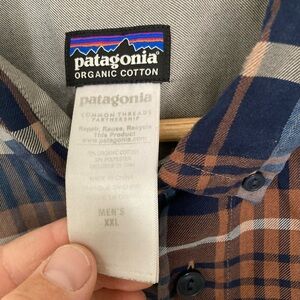 patagonia
ORGANIC COTTON
patagonia
COMMON THREADS
PARTNERSHIP
Repair, Reuse, Recycle
This Product
www.patagonia.com
MADE IN CHINA
MEN'S
XXL